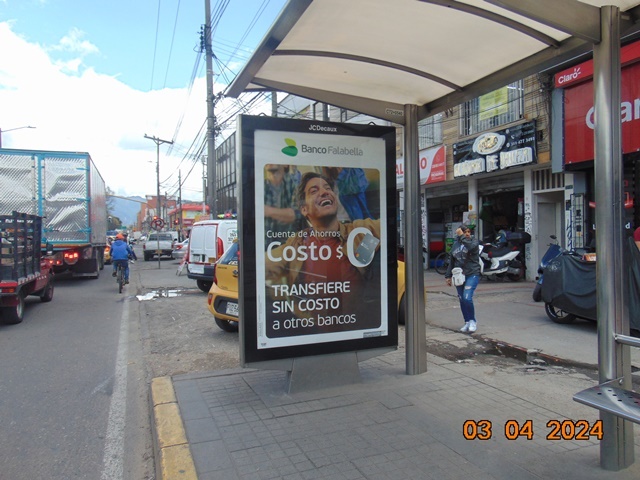 JCDecaux
Banco Falabella
Cuenta de Ahorros
Costo $0
TRANSFIERE
SIN COSTO
a otros bancos
Claro
03 04 2024